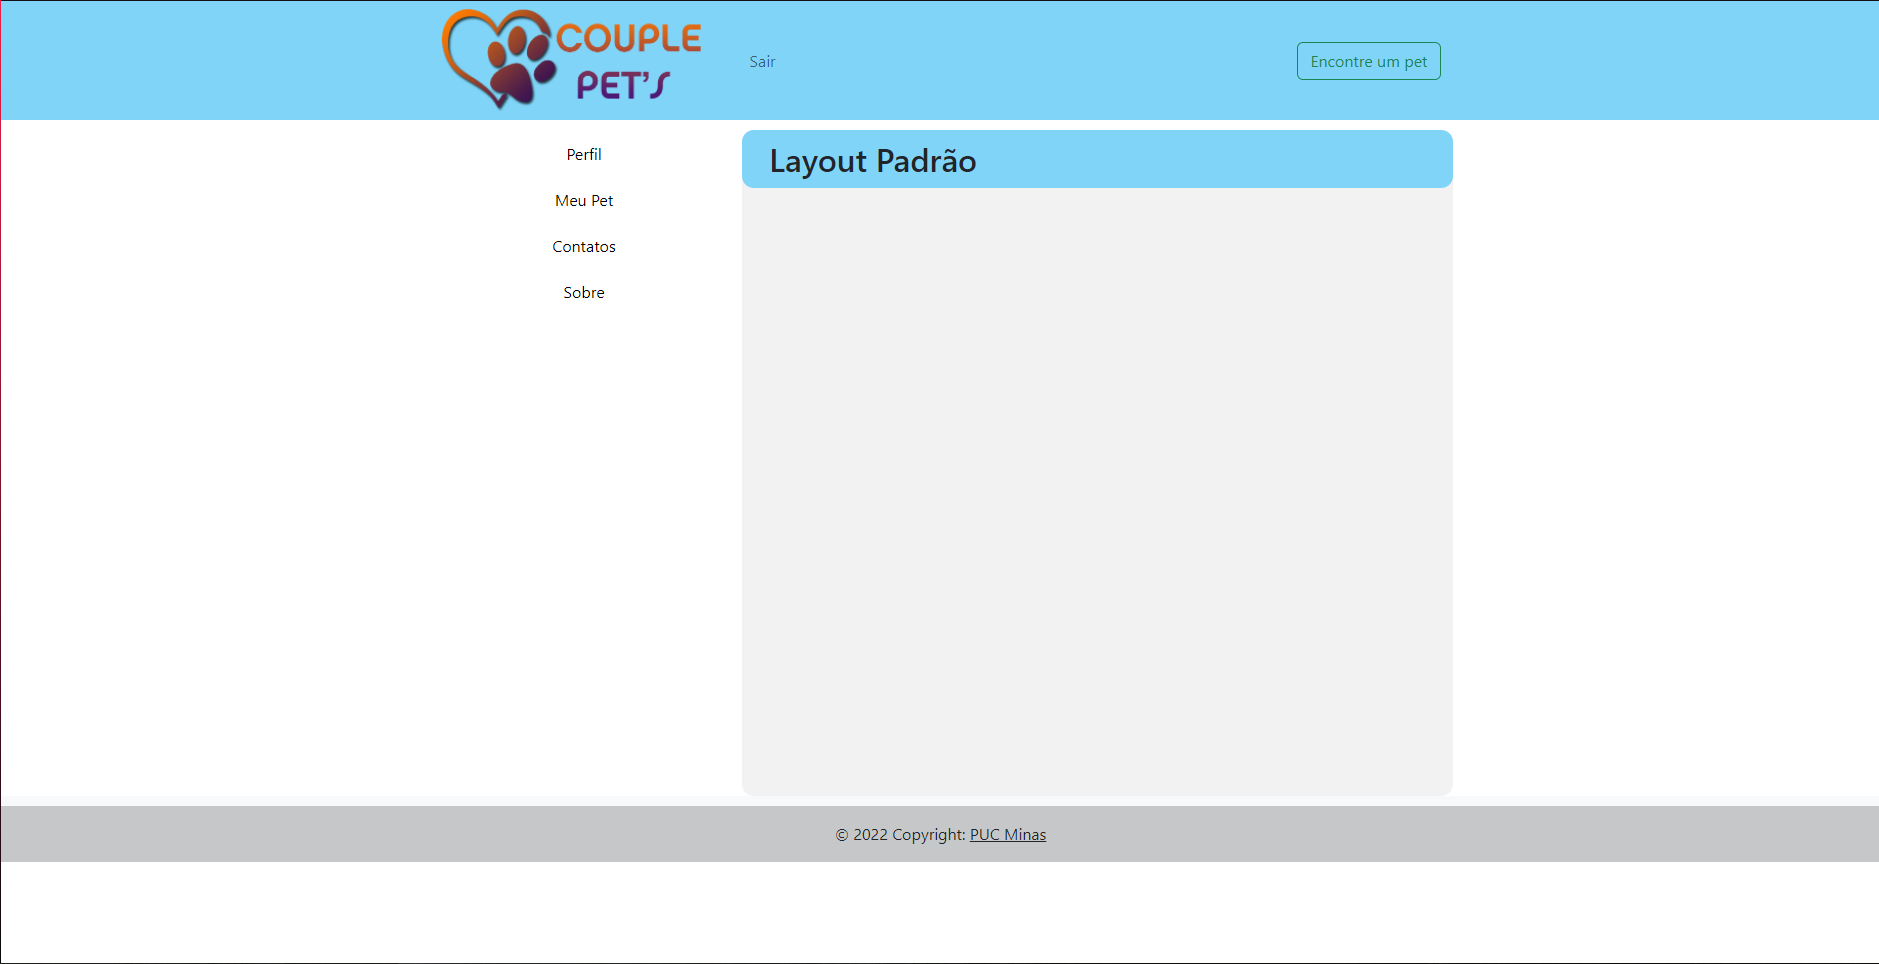 COUPLE
PET'S
Sair
Encontre um pet
Perfil
Meu Pet
Contatos
Sobre
Layout Padrão
© 2022 Copyright: PUC Minas